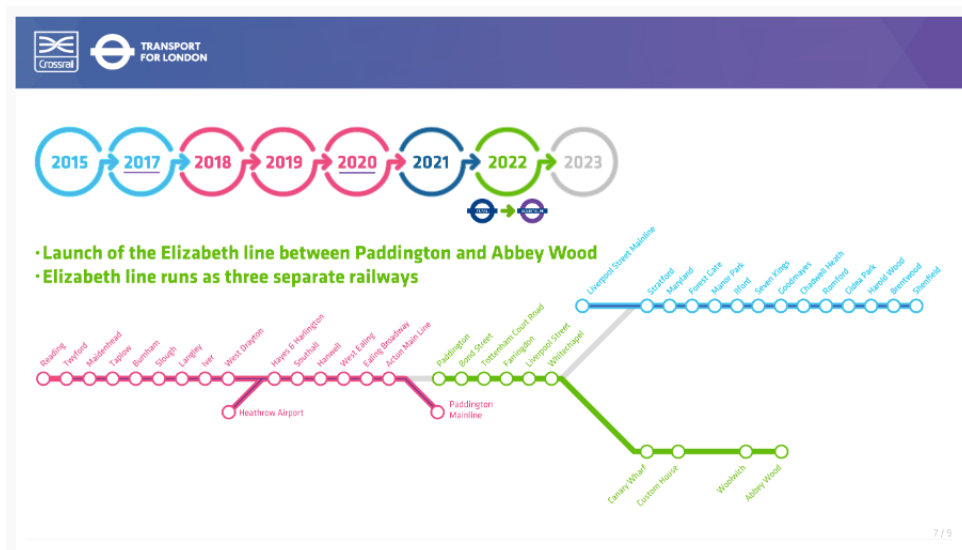 Crossrail
TRANSPORT
FOR LONDON
2015
2017
2018
2019
2020
2021
2022
2023
· Launch of the Elizabeth line between Paddington and Abbey Wood
· Elizabeth line runs as three separate railways
Reading
Twyford
Maidenhead
Taplow
Burnham
Slough
Langley
Iver
West Drayton
Hayes & Harlington
Southall
Hanwell
West Ealing
Ealing Broadway
Acton Main Line
Heathrow Airport
Paddington
Mainline
Paddington
Bond Street
Tottenham Court Road
Farringdon
Liverpool Street
Whitechapel
Liverpool Street Mainline
Stratford
Maryland
Forest Gate
Manor Park
Ilford
Seven Kings
Goodmayes
Chadwell Heath
Romford
Gidea Park
Harold Wood
Brentwood
Shenfield
Canary Wharf
Custom House
Woolwich
Abbey Wood
7 / 9